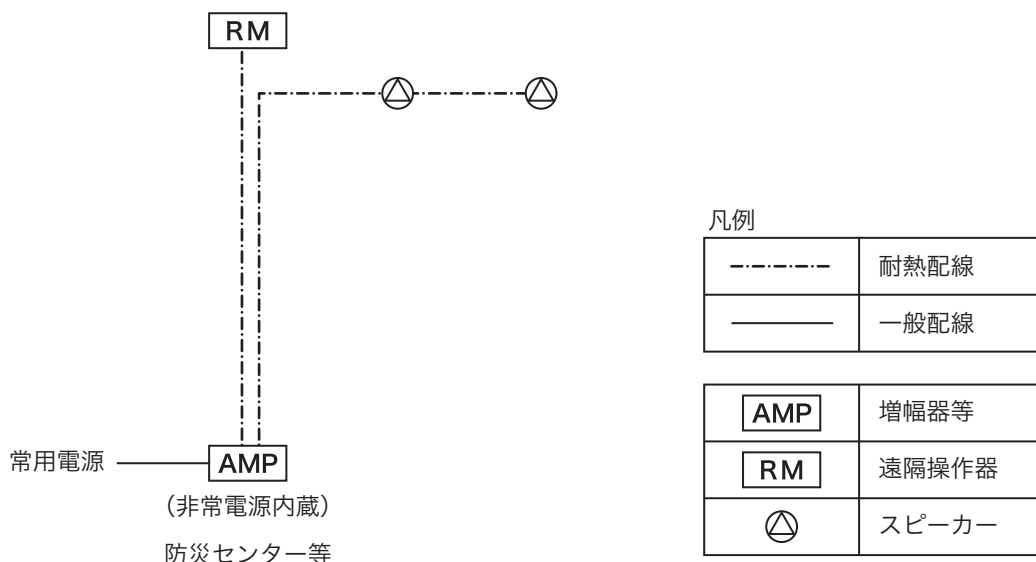 RM
凡例
耐熱配線
一般配線
AMP 増幅器等
RM 遠隔操作器
スピーカー
常用電源 AMP
（非常電源内蔵）
防災センター等